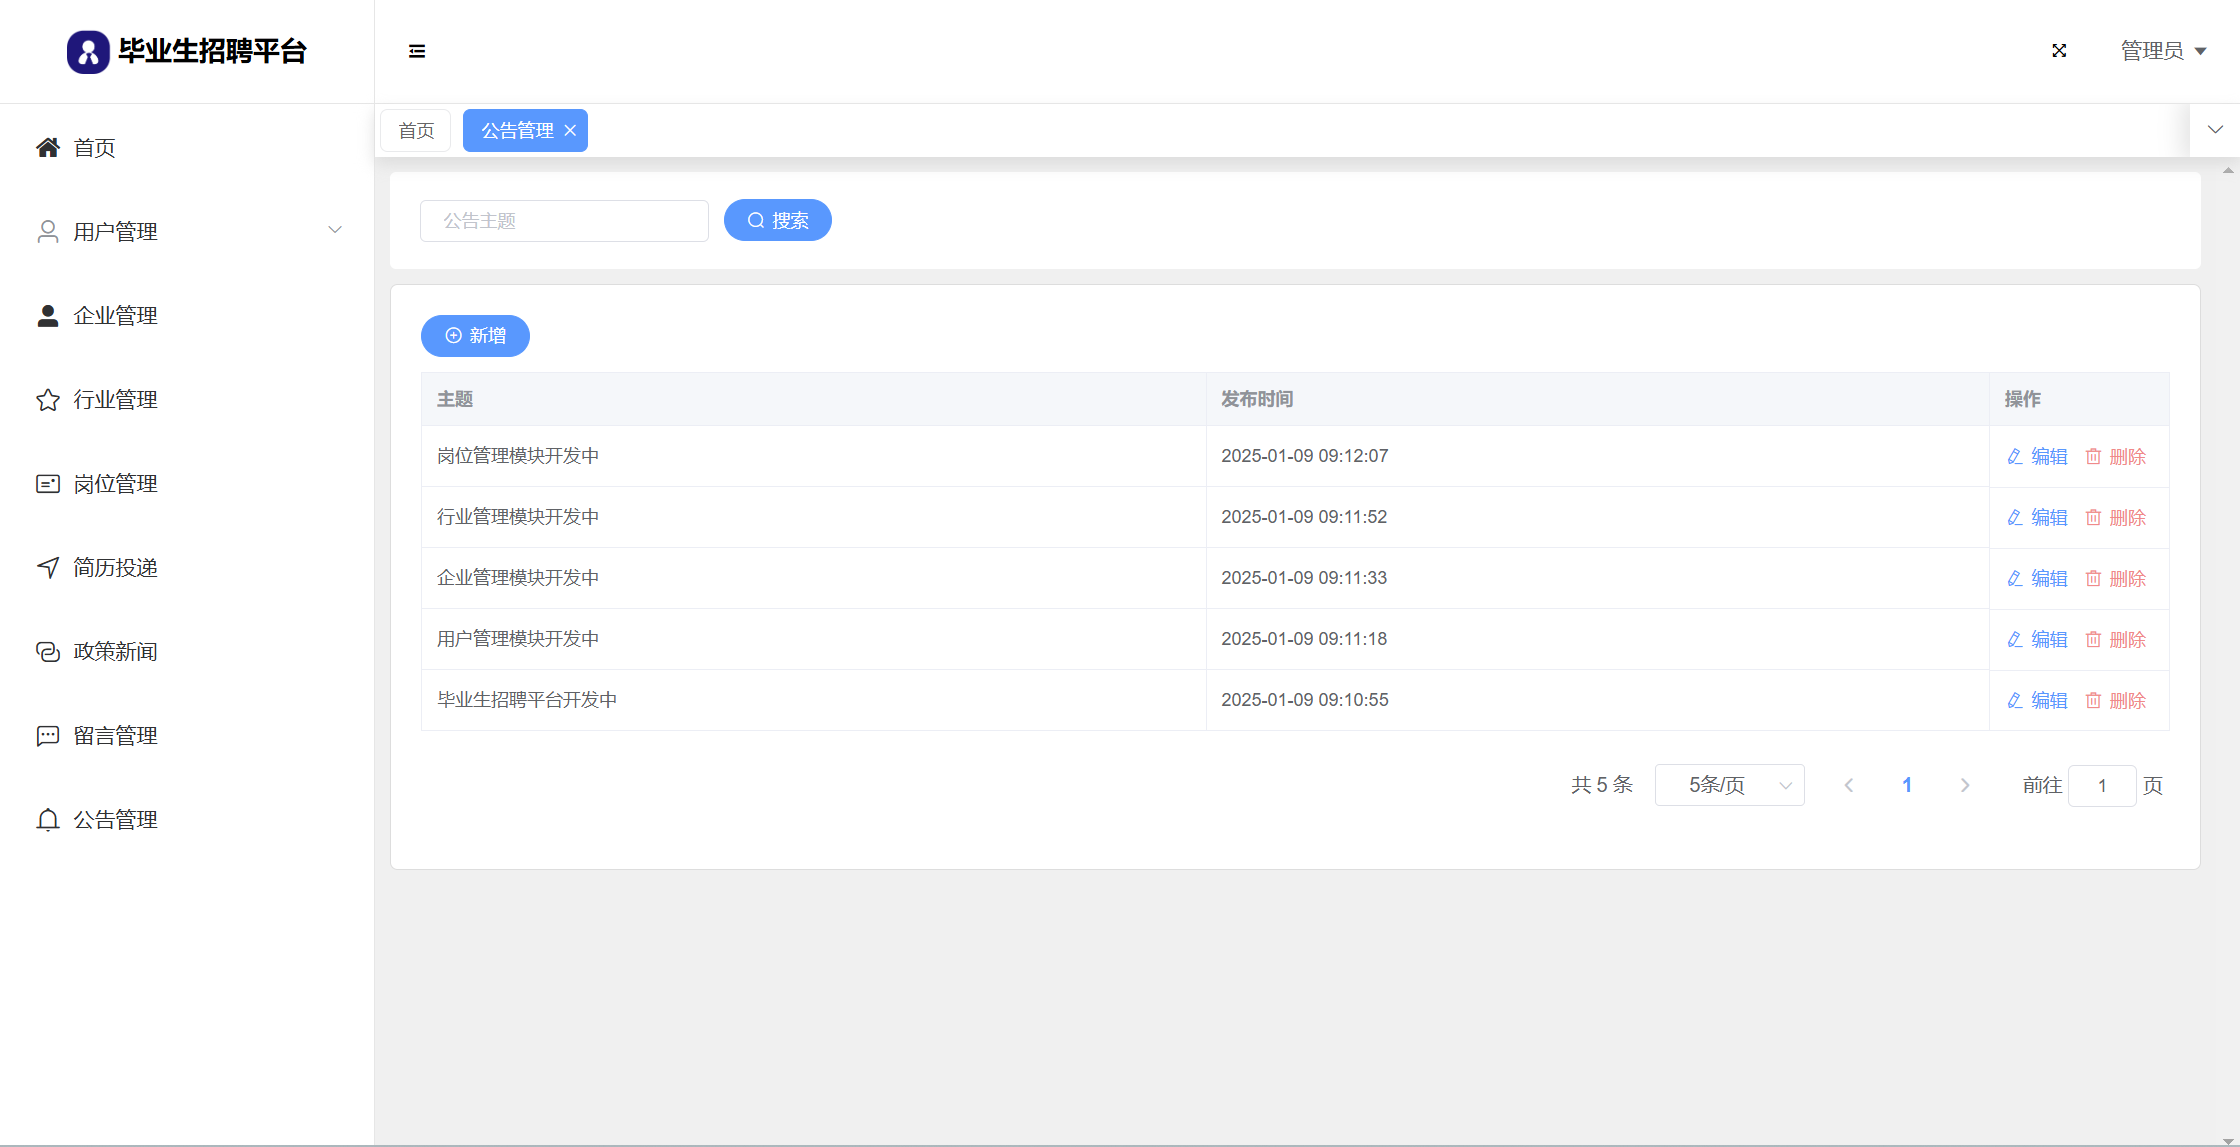 毕业生招聘平台
管理员
首页
用户管理
企业管理
行业管理
岗位管理
简历投递
政策新闻
留言管理
公告管理
首页 公告管理
公告主题 搜索
新增
主题 发布时间 操作
岗位管理模块开发中 2025-01-09 09:12:07 编辑 删除
行业管理模块开发中 2025-01-09 09:11:52 编辑 删除
企业管理模块开发中 2025-01-09 09:11:33 编辑 删除
用户管理模块开发中 2025-01-09 09:11:18 编辑 删除
毕业生招聘平台开发中 2025-01-09 09:10:55 编辑 删除
共 5 条 5条/页 1 前往 1 页